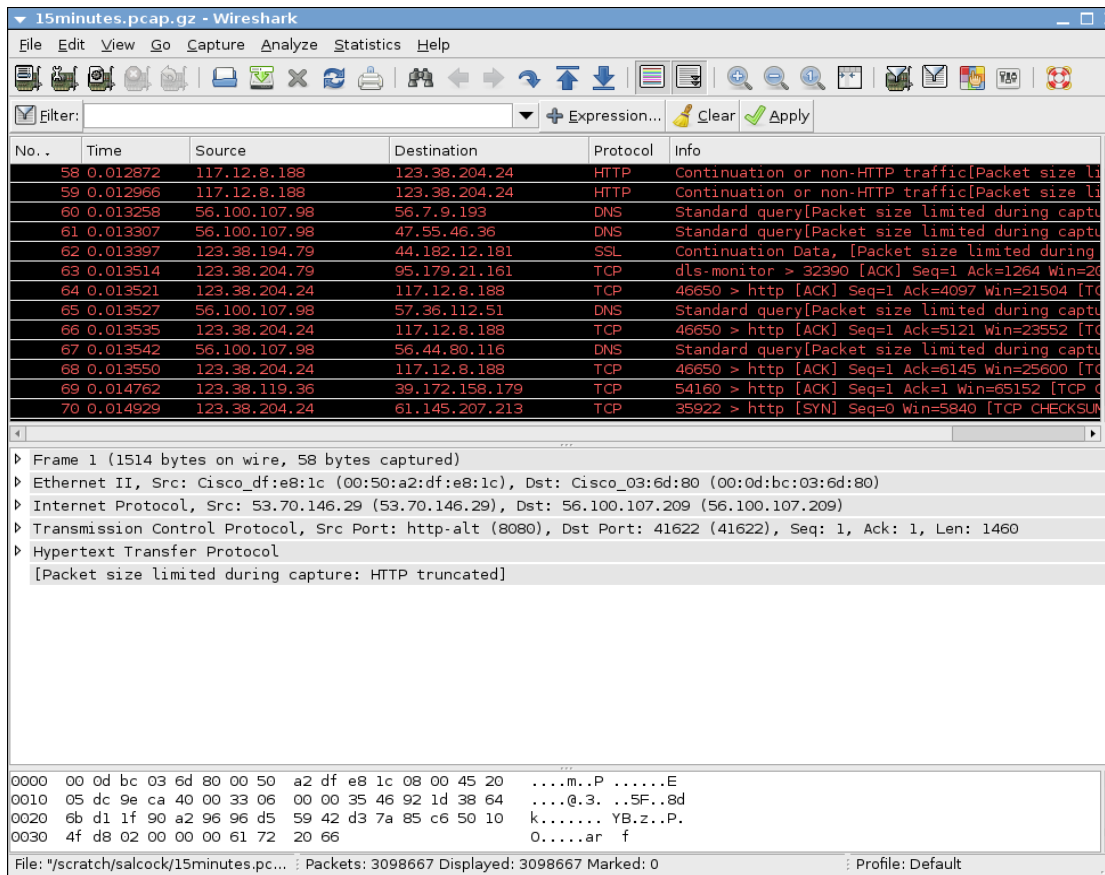 15minutes.pcap.gz - Wireshark
File Edit View Go Capture Analyze Statistics Help
Filter: Expression... Clear Apply
No. . Time Source Destination Protocol Info
58 0.012872 117.12.8.188 123.38.204.24 HTTP Continuation or non-HTTP traffic[Packet size li
59 0.012966 117.12.8.188 123.38.204.24 HTTP Continuation or non-HTTP traffic[Packet size li
60 0.013258 56.100.107.98 56.7.9.193 DNS Standard query[Packet size limited during captu
61 0.013307 56.100.107.98 47.55.46.36 DNS Standard query[Packet size limited during captu
62 0.013397 123.38.194.79 44.182.12.181 SSL Continuation Data, [Packet size limited during
63 0.013514 123.38.204.79 95.179.21.161 TCP dls-monitor > 32390 [ACK] Seq=1 Ack=1264 Win=20
64 0.013521 123.38.204.24 117.12.8.188 TCP 46650 > http [ACK] Seq=1 Ack=4097 Win=21504 [TC
65 0.013527 56.100.107.98 57.36.112.51 DNS Standard query[Packet size limited during captu
66 0.013535 123.38.204.24 117.12.8.188 TCP 46650 > http [ACK] Seq=1 Ack=5121 Win=23552 [TC
67 0.013542 56.100.107.98 56.44.80.116 DNS Standard query[Packet size limited during captu
68 0.013550 123.38.204.24 117.12.8.188 TCP 46650 > http [ACK] Seq=1 Ack=6145 Win=25600 [TC
69 0.014762 123.38.119.36 39.172.158.179 TCP 54160 > http [ACK] Seq=1 Ack=1 Win=65152 [TCP C
70 0.014929 123.38.204.24 61.145.207.213 TCP 35922 > http [SYN] Seq=0 Win=5840 [TCP CHECKSUM
Frame 1 (1514 bytes on wire, 58 bytes captured)
Ethernet II, Src: Cisco_df:e8:1c (00:50:a2:df:e8:1c), Dst: Cisco_03:6d:80 (00:0d:bc:03:6d:80)
Internet Protocol, Src: 53.70.146.29 (53.70.146.29), Dst: 56.100.107.209 (56.100.107.209)
Transmission Control Protocol, Src Port: http-alt (8080), Dst Port: 41622 (41622), Seq: 1, Ack: 1, Len: 1460
Hypertext Transfer Protocol
[Packet size limited during capture: HTTP truncated]
0000 00 0d bc 03 6d 80 00 50 a2 df e8 1c 08 00 45 20 ....m..P ......E
0010 05 dc 9e ca 40 00 33 06 00 00 35 46 92 1d 38 64 ....@.3. ..5F..8d
0020 6b d1 1f 90 a2 96 96 d5 59 42 d3 7a 85 c6 50 10 k....... YB.z..P.
0030 4f d8 02 00 00 00 61 72 20 66 O.....ar f
File: "/scratch/salcock/15minutes.pc... Packets: 3098667 Displayed: 3098667 Marked: 0 Profile: Default